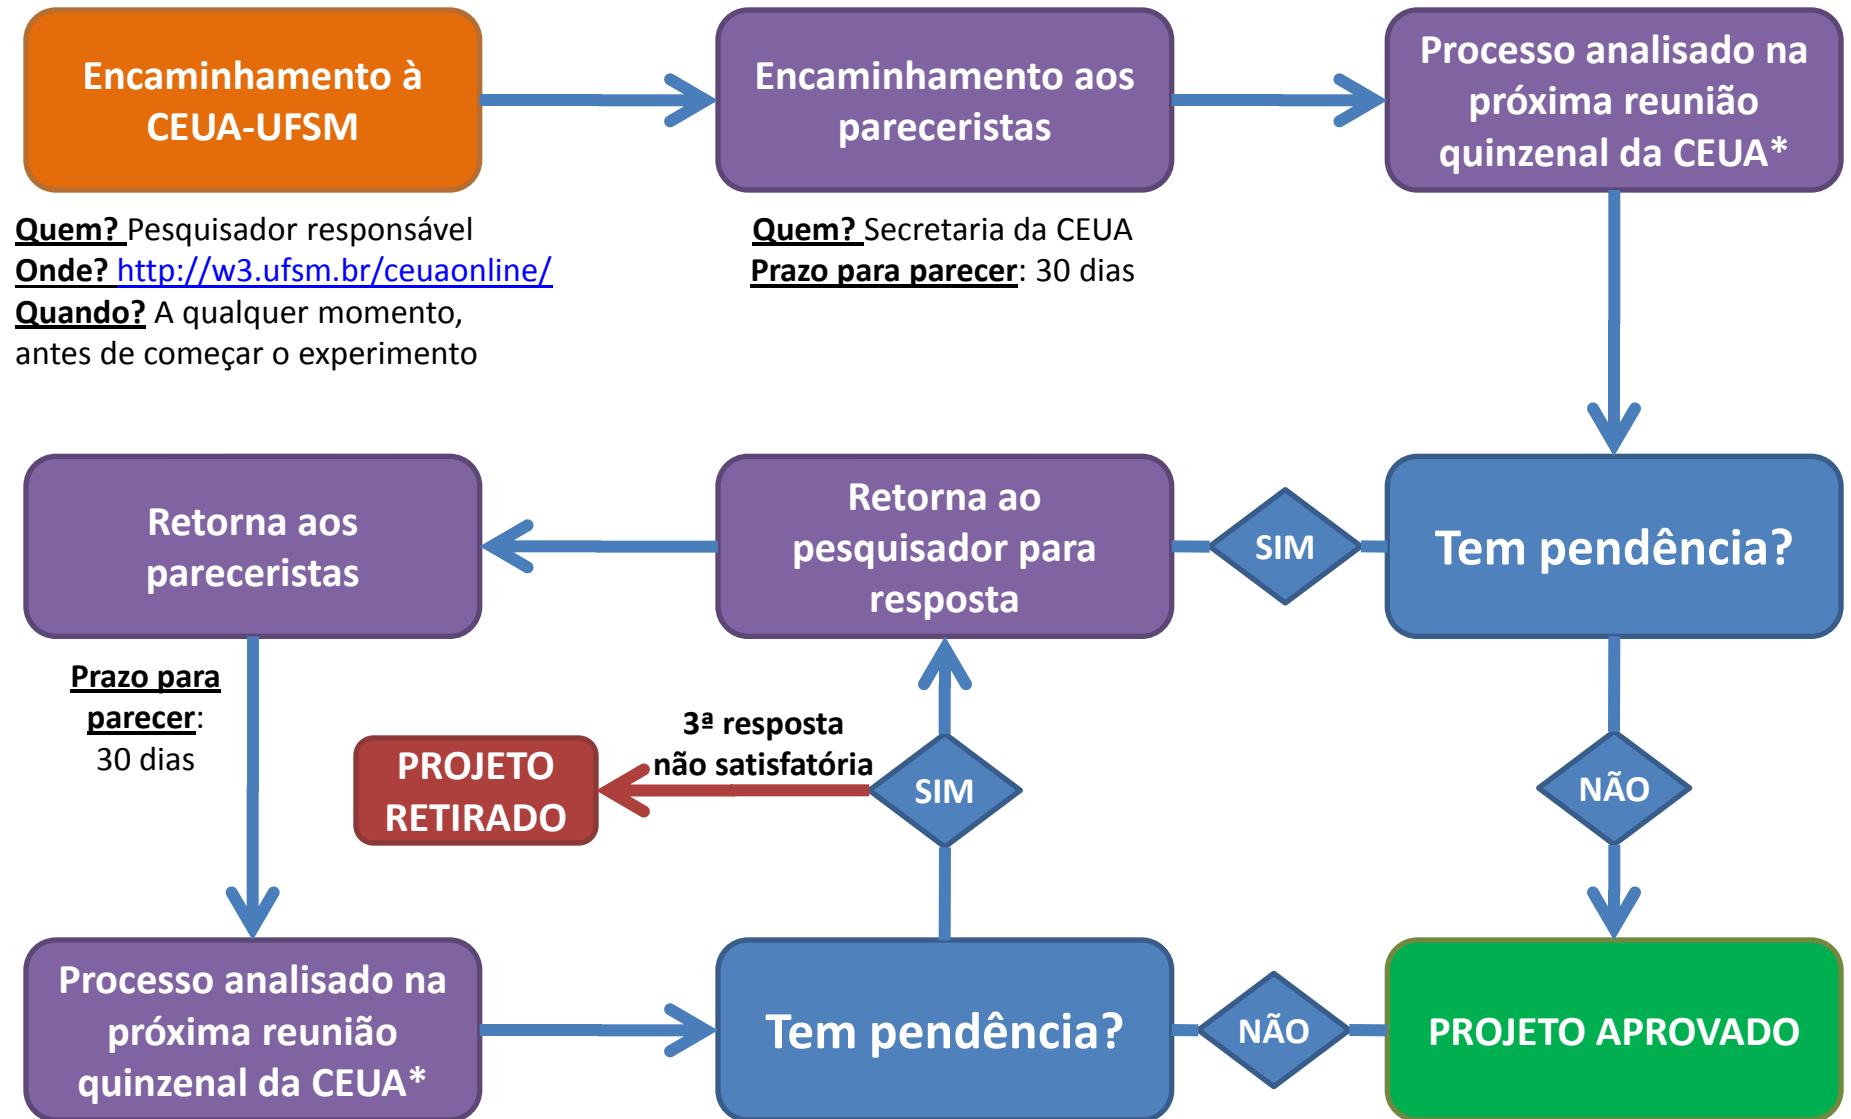 Encaminhamento à
CEUA-UFSM
Encaminhamento aos
pareceristas
Processo analisado na
próxima reunião
quinzenal da CEUA*
Quem? Pesquisador responsável
Onde? http://w3.ufsm.br/ceuaonline/
Quando? A qualquer momento,
antes de começar o experimento
Quem? Secretaria da CEUA
Prazo para parecer: 30 dias
Tem pendência?
SIM
Retorna ao
pesquisador para
resposta
Retorna aos
pareceristas
Prazo para
parecer:
30 dias
3ª resposta
não satisfatória
PROJETO
RETIRADO
SIM
NÃO
Processo analisado na
próxima reunião
quinzenal da CEUA*
Tem pendência?
NÃO
PROJETO APROVADO